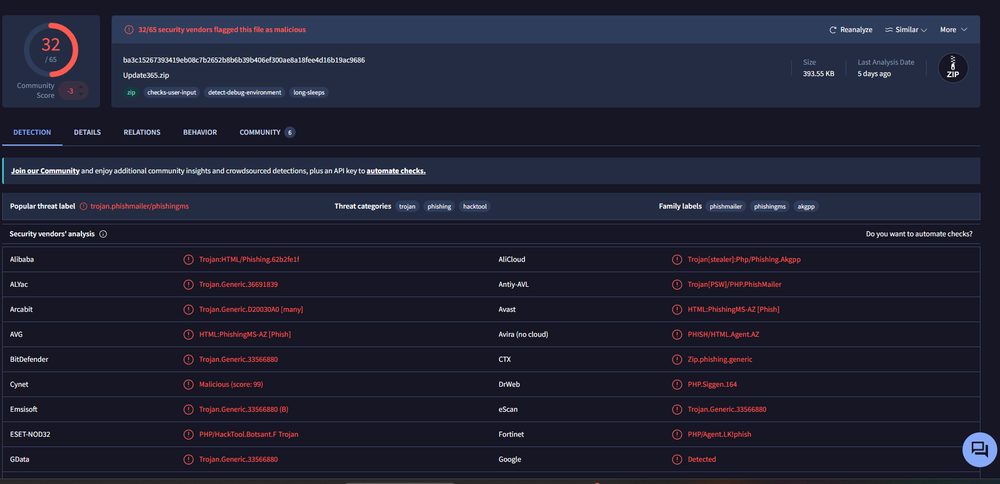 32
/ 65
Community
Score
-3
32/65 security vendors flagged this file as malicious
Reanalyze
Similar
More
ba3c15267393419eb08c7b2652b8b6b39b406ef300ae8a18fee4d16b19ac9686
Update365.zip
zip checks-user-input detect-debug-environment long-sleeps
Size
393.55 KB
Last Analysis Date
5 days ago
ZIP
DETECTION DETAILS RELATIONS BEHAVIOR COMMUNITY 6
Join our Community and enjoy additional community insights and crowdsourced detections, plus an API key to automate checks.
Popular threat label trojan.phishmailer/phishingms Threat categories trojan phishing hacktool Family labels phishmailer phishingms akgpp
Security vendors' analysis Do you want to automate checks?
Alibaba Trojan:HTML/Phishing.62b2fe1f AliCloud Trojan[stealer]:Php/Phishing.Akgpp
ALYac Trojan.Generic.36691839 Antiy-AVL Trojan[PSW]/PHP.PhishMailer
Arcabit Trojan.Generic.D20030A0 [many] Avast HTML:PhishingMS-AZ [Phish]
AVG HTML:PhishingMS-AZ [Phish] Avira (no cloud) PHISH/HTML.Agent.AZ
BitDefender Trojan.Generic.33566880 CTX Zip.phishing.generic
Cynet Malicious (score: 99) DrWeb PHP.Siggen.164
Emsisoft Trojan.Generic.33566880 (B) eScan Trojan.Generic.33566880
ESET-NOD32 PHP/HackTool.Botsant.F Trojan Fortinet PHP/Agent.LK!phish
GData Trojan.Generic.33566880 Google Detected